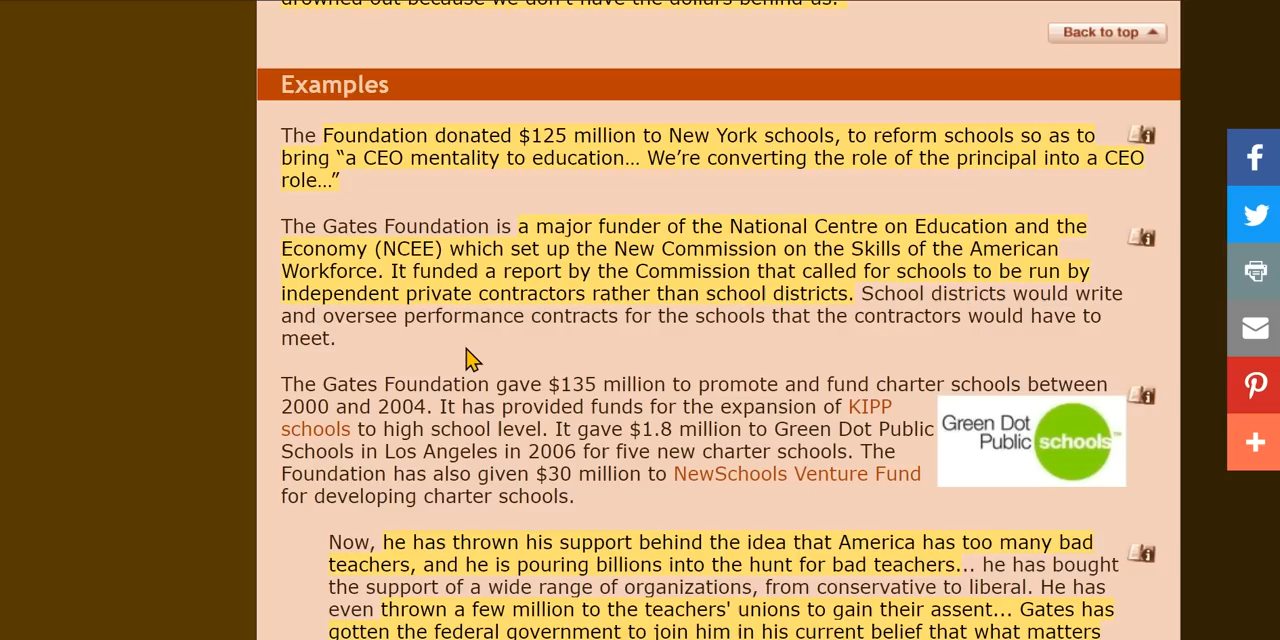 drowned out because we don't have the dollars behind us.
Back to top
Examples
The Foundation donated $125 million to New York schools, to reform schools so as to
bring “a CEO mentality to education… We’re converting the role of the principal into a CEO
role…”
The Gates Foundation is a major funder of the National Centre on Education and the
Economy (NCEE) which set up the New Commission on the Skills of the American
Workforce. It funded a report by the Commission that called for schools to be run by
independent private contractors rather than school districts. School districts would write
and oversee performance contracts for the schools that the contractors would have to
meet.
The Gates Foundation gave $135 million to promote and fund charter schools between
2000 and 2004. It has provided funds for the expansion of KIPP
schools to high school level. It gave $1.8 million to Green Dot Public
Schools in Los Angeles in 2006 for five new charter schools. The
Foundation has also given $30 million to NewSchools Venture Fund
for developing charter schools.
Green Dot
Public schools™
Now, he has thrown his support behind the idea that America has too many bad
teachers, and he is pouring billions into the hunt for bad teachers... he has bought
the support of a wide range of organizations, from conservative to liberal. He has
even thrown a few million to the teachers' unions to gain their assent... Gates has
gotten the federal government to join him in his current belief that what matters